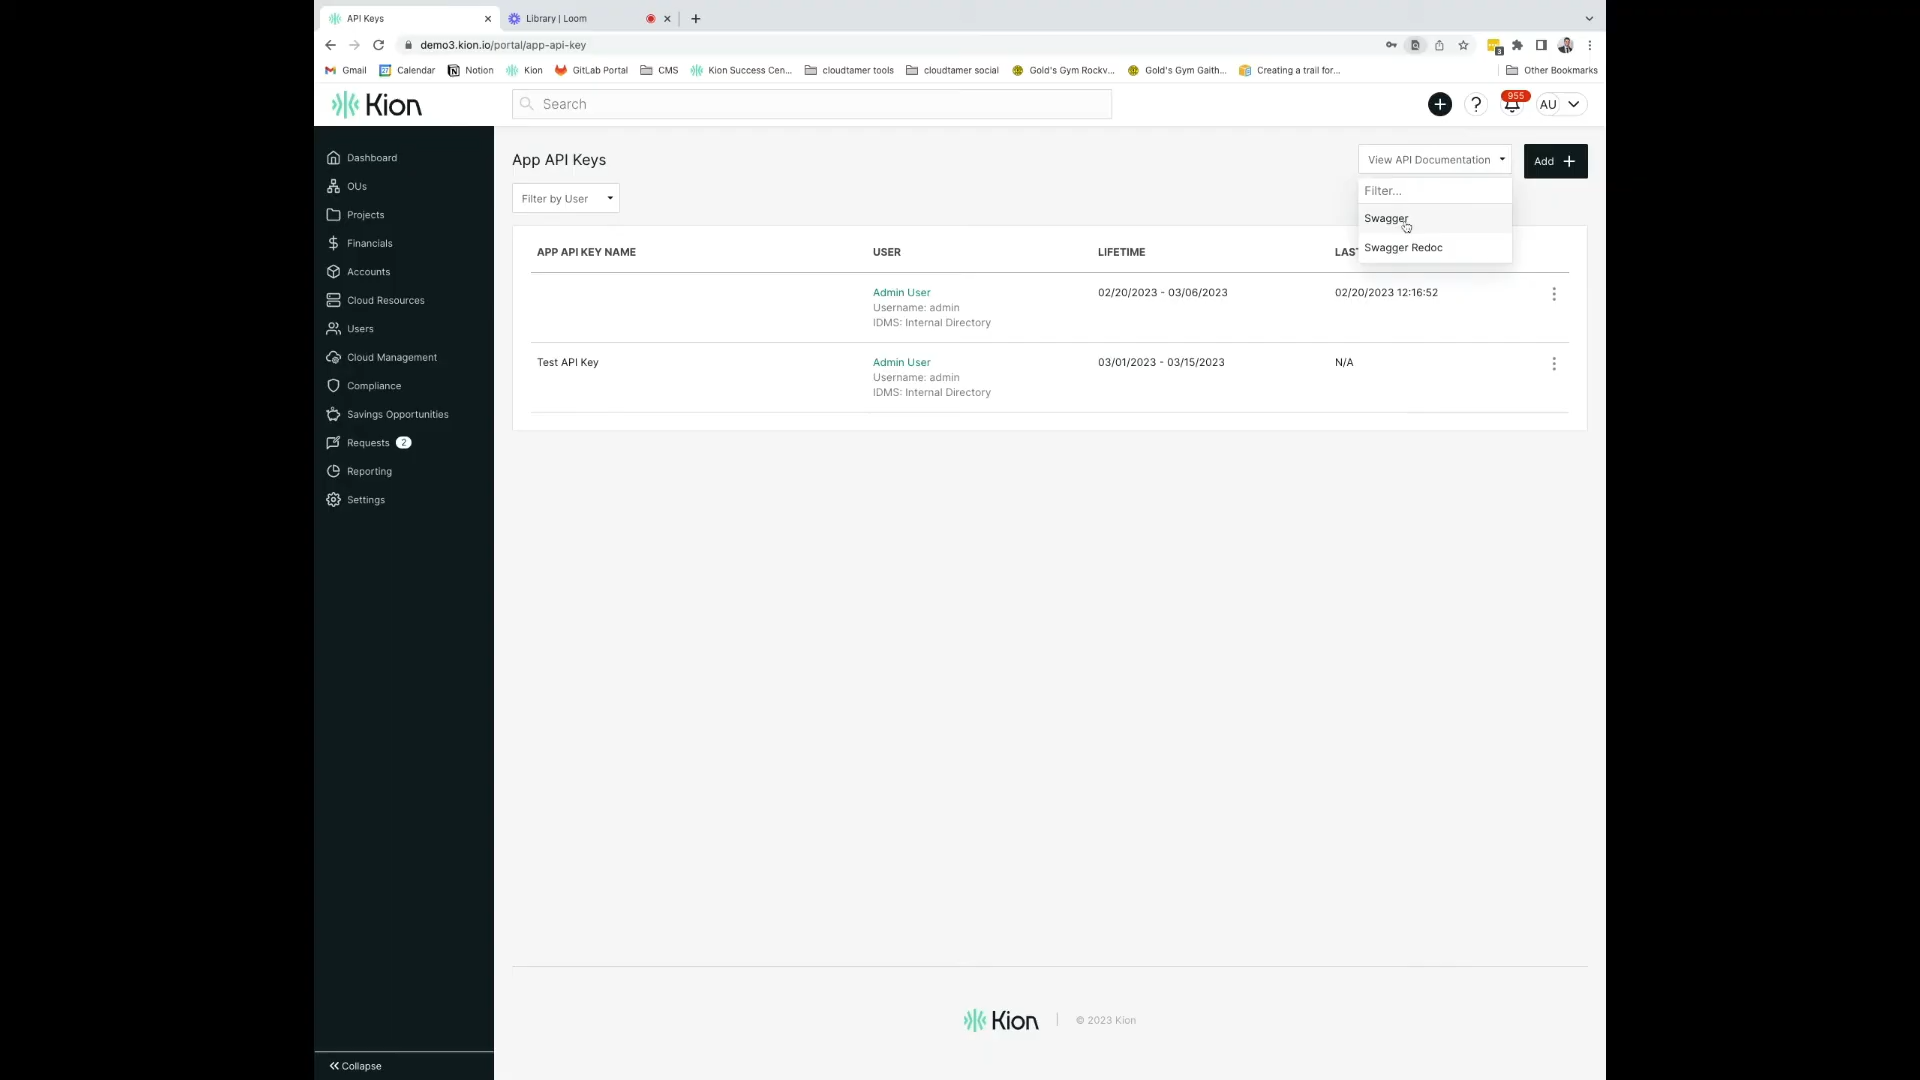 API Keys
Library | Loom
demo3.kion.io/portal/app-api-key
3
Gmail
Calendar
Notion
Kion
GitLab Portal
CMS
Kion Success Cen...
cloudtamer tools
cloudtamer social
Gold's Gym Rockv...
Gold's Gym Gaith...
Creating a trail for...
Other Bookmarks
Kion
Search
955
AU
Dashboard
OUs
Projects
Financials
Accounts
Cloud Resources
Users
Cloud Management
Compliance
Savings Opportunities
Requests 2
Reporting
Settings
Collapse
App API Keys
View API Documentation
Add
Filter...
Swagger
Swagger Redoc
Filter by User
APP API KEY NAME USER LIFETIME LAS
Admin User 02/20/2023 - 03/06/2023 02/20/2023 12:16:52
Username: admin
IDMS: Internal Directory
Test API Key Admin User 03/01/2023 - 03/15/2023 N/A
Username: admin
IDMS: Internal Directory
Kion | © 2023 Kion